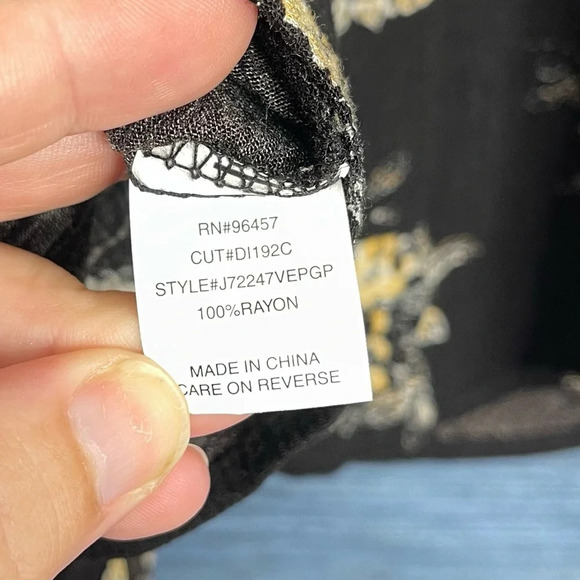 RN#96457
CUT#DI192C
STYLE#J72247VEPGP
100%RAYON
MADE IN CHINA
CARE ON REVERSE